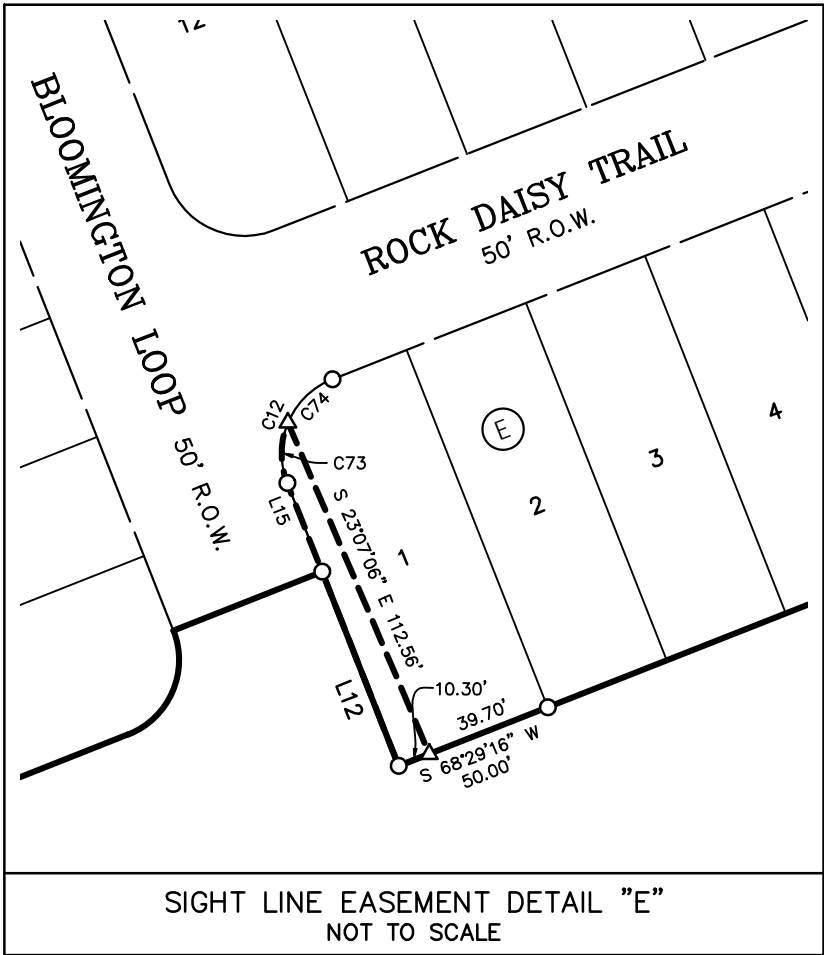 12
BLOOMINGTON LOOP 50' R.O.W.
ROCK DAISY TRAIL
50' R.O.W.
C12
C74
C73
L15
E
4
3
2
1
S 23°07'06" E 112.56'
L12
10.30'
39.70'
S 68°29'16" W
50.00'
SIGHT LINE EASEMENT DETAIL "E"
NOT TO SCALE